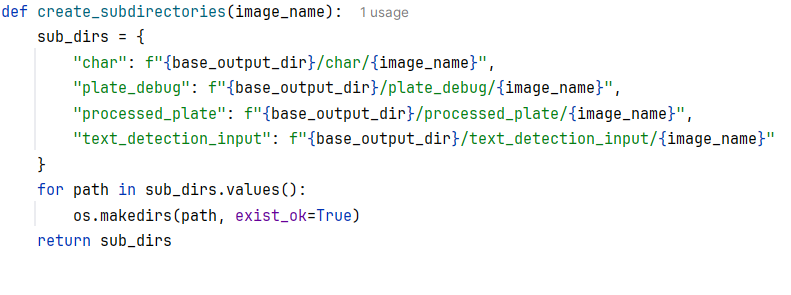 def create_subdirectories(image_name):  1 usage
    sub_dirs = {
        "char": f"{base_output_dir}/char/{image_name}",
        "plate_debug": f"{base_output_dir}/plate_debug/{image_name}",
        "processed_plate": f"{base_output_dir}/processed_plate/{image_name}",
        "text_detection_input": f"{base_output_dir}/text_detection_input/{image_name}"
    }
    for path in sub_dirs.values():
        os.makedirs(path, exist_ok=True)
    return sub_dirs